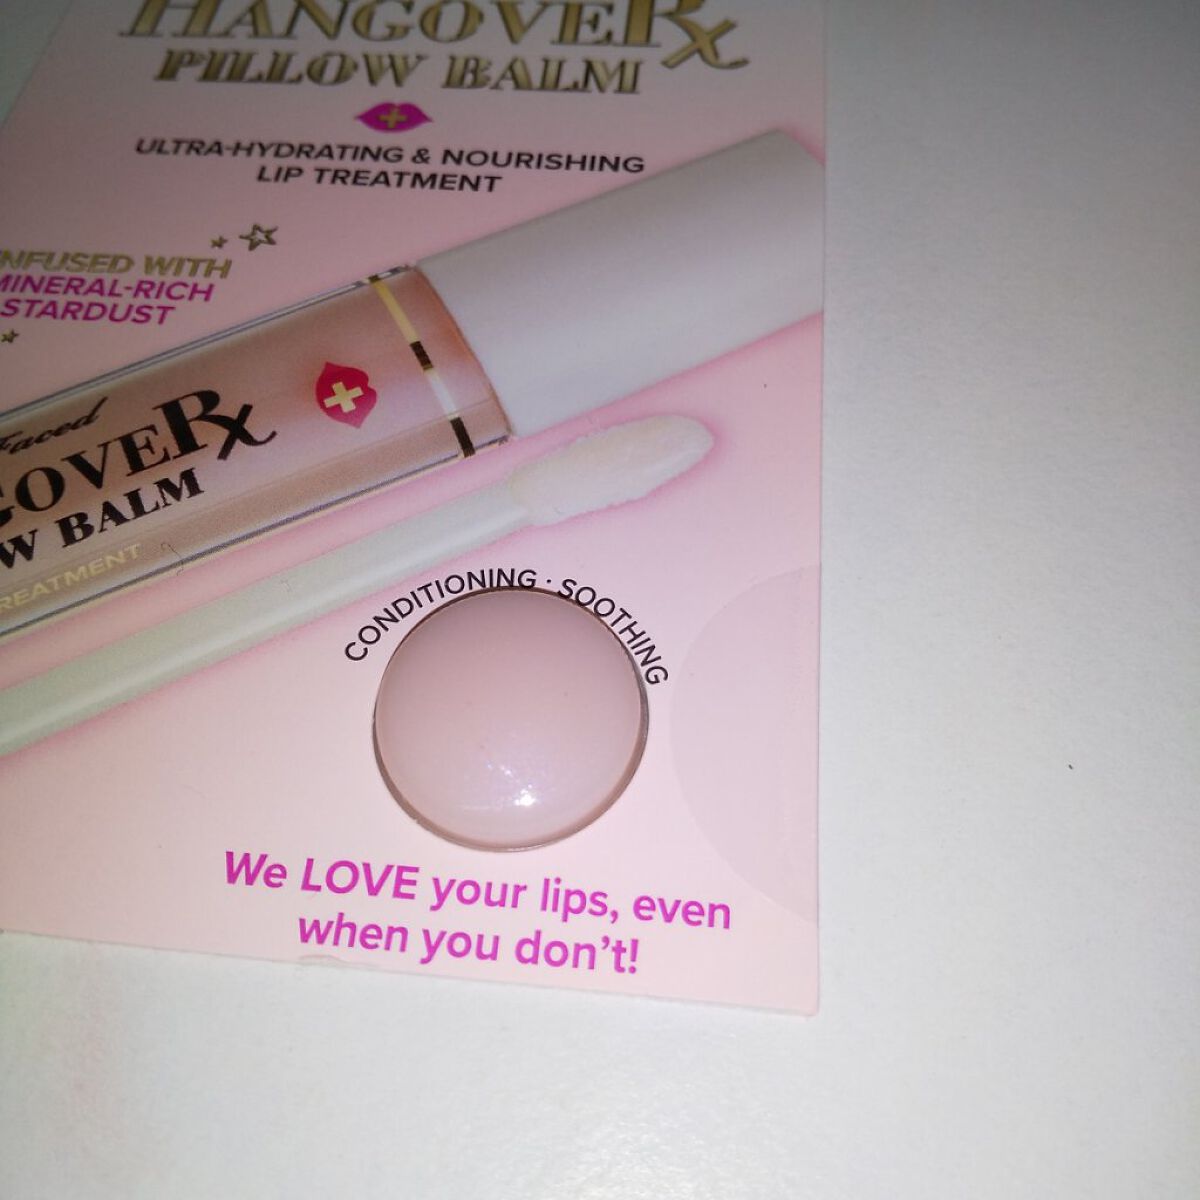 HANGOVERx
PILLOW BALM
ULTRA-HYDRATING & NOURISHING
LIP TREATMENT
INFUSED WITH
MINERAL-RICH
STARDUST
Faced
GOVERx
W BALM
REATMENT
CONDITIONING · SOOTHING
We LOVE your lips, even
when you don't!